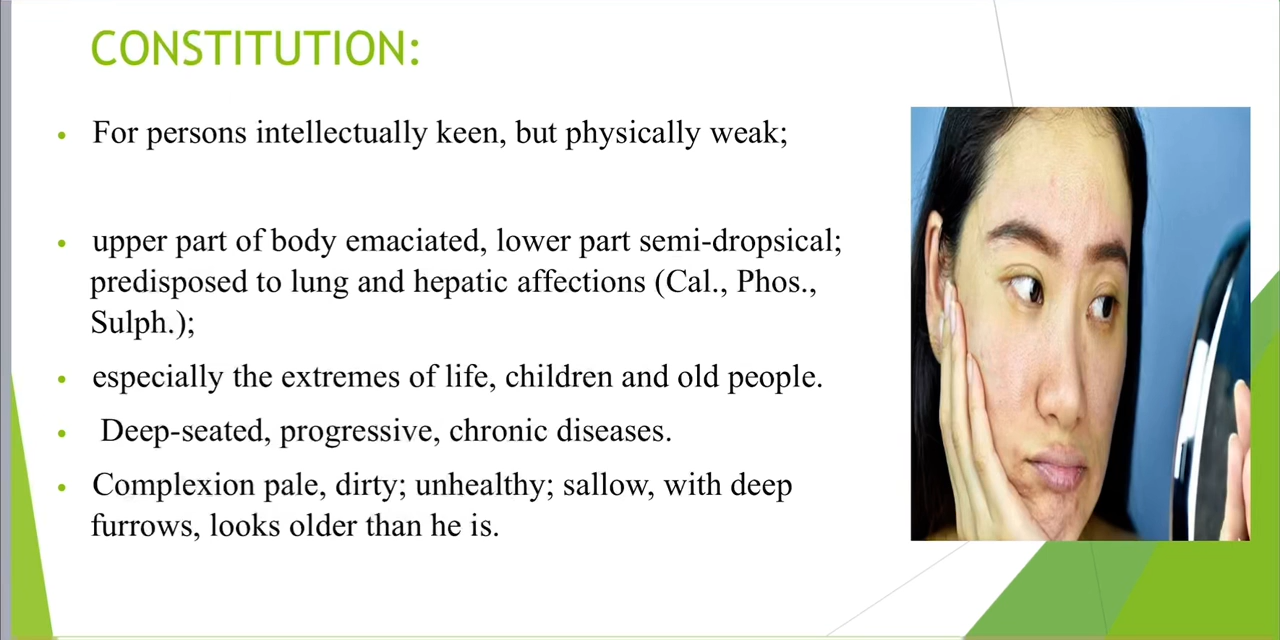 CONSTITUTION:
• For persons intellectually keen, but physically weak;
• upper part of body emaciated, lower part semi-dropsical;
predisposed to lung and hepatic affections (Cal., Phos.,
Sulph.);
• especially the extremes of life, children and old people.
• Deep-seated, progressive, chronic diseases.
• Complexion pale, dirty; unhealthy; sallow, with deep
furrows, looks older than he is.